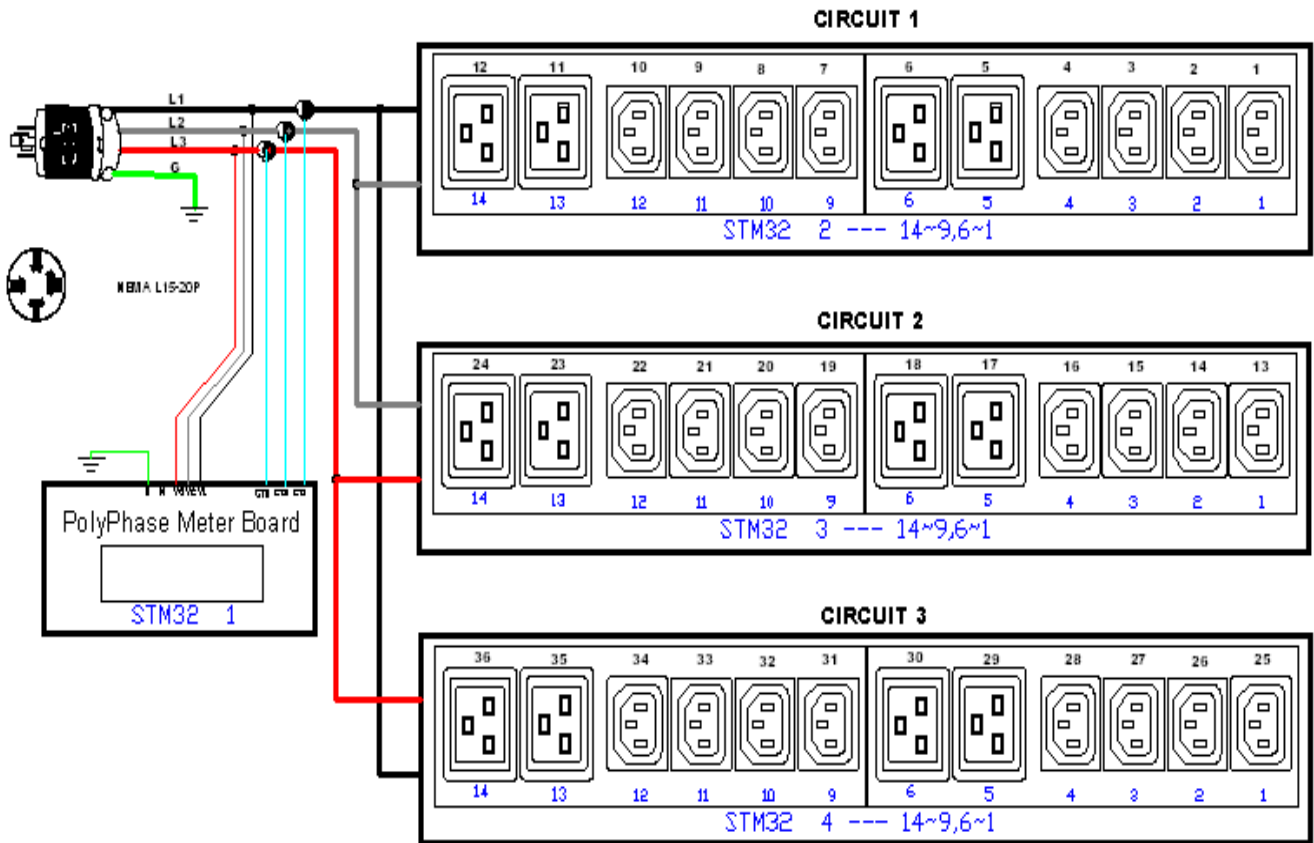 CIRCUIT 1
12 11 10 9 8 7 6 5 4 3 2 1
14 13 12 11 10 9 6 5 4 3 2 1
STM32 2 --- 14~9,6~1
L1
L2
L3
G
NEMA L15-20P
CIRCUIT 2
24 23 22 21 20 19 18 17 16 15 14 13
14 13 12 11 10 9 6 5 4 3 2 1
STM32 3 --- 14~9,6~1
PolyPhase Meter Board
STM32 1
CIRCUIT 3
36 35 34 33 32 31 30 29 28 27 26 25
14 13 12 11 10 9 6 5 4 3 2 1
STM32 4 --- 14~9,6~1